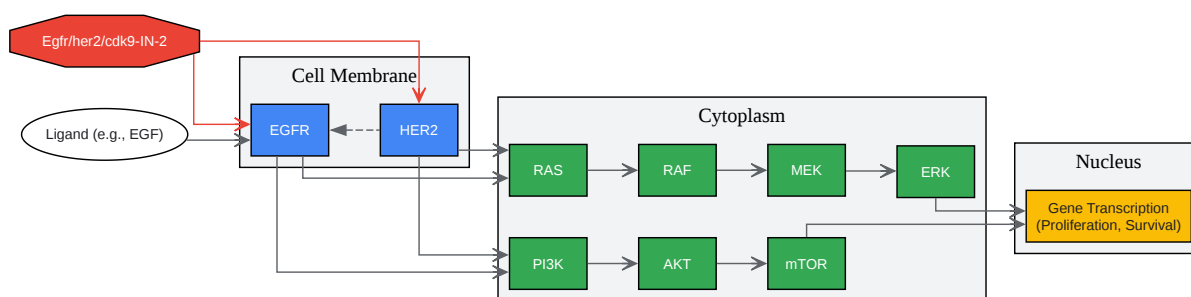 Egfr/her2/cdk9-IN-2
Ligand (e.g., EGF)
Cell Membrane
EGFR
HER2
Cytoplasm
RAS
RAF
MEK
ERK
PI3K
AKT
mTOR
Nucleus
Gene Transcription
(Proliferation, Survival)